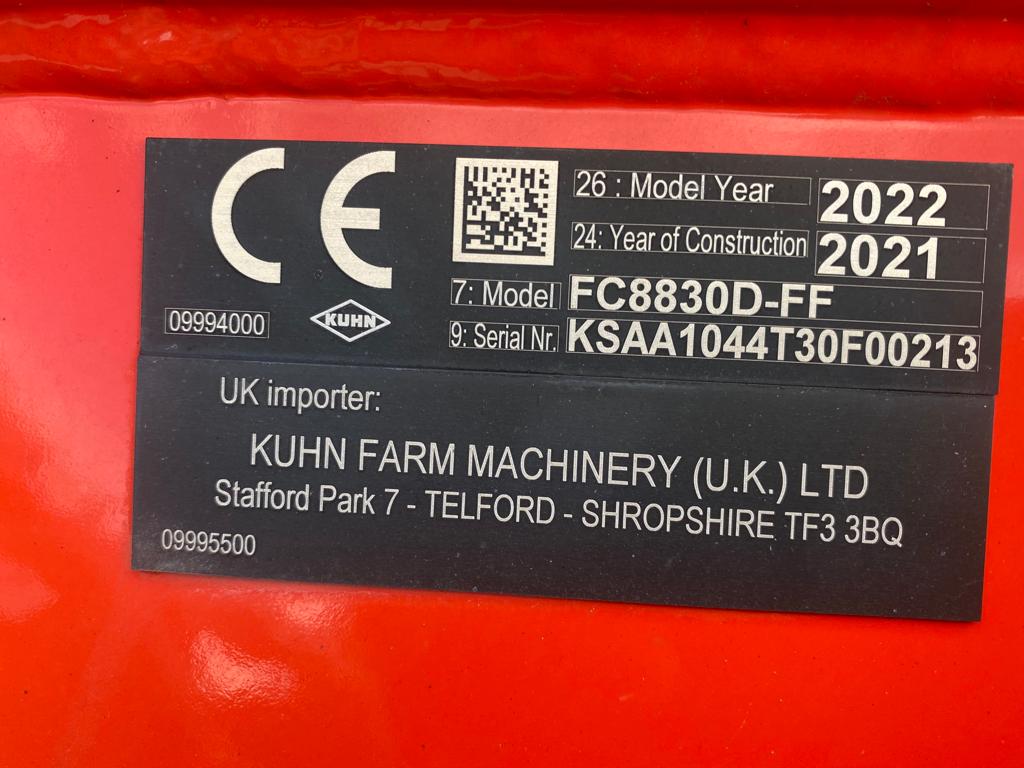 CE
26 : Model Year 2022
24: Year of Construction 2021
7: Model FC8830D-FF
9: Serial Nr. KSAA1044T30F00213
09994000
KUHN
UK importer:
KUHN FARM MACHINERY (U.K.) LTD
Stafford Park 7 - TELFORD - SHROPSHIRE TF3 3BQ
09995500